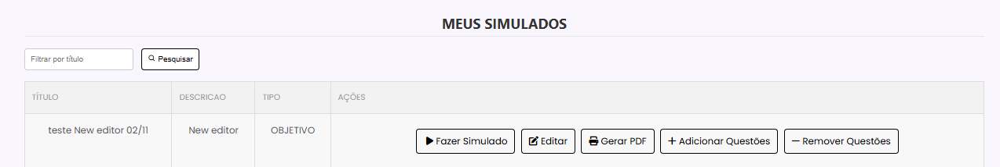 MEUS SIMULADOS
Filtrar por título
Pesquisar
TÍTULO DESCRICAO TIPO AÇÕES
teste New editor 02/11 New editor OBJETIVO
Fazer Simulado Editar Gerar PDF Adicionar Questões Remover Questões